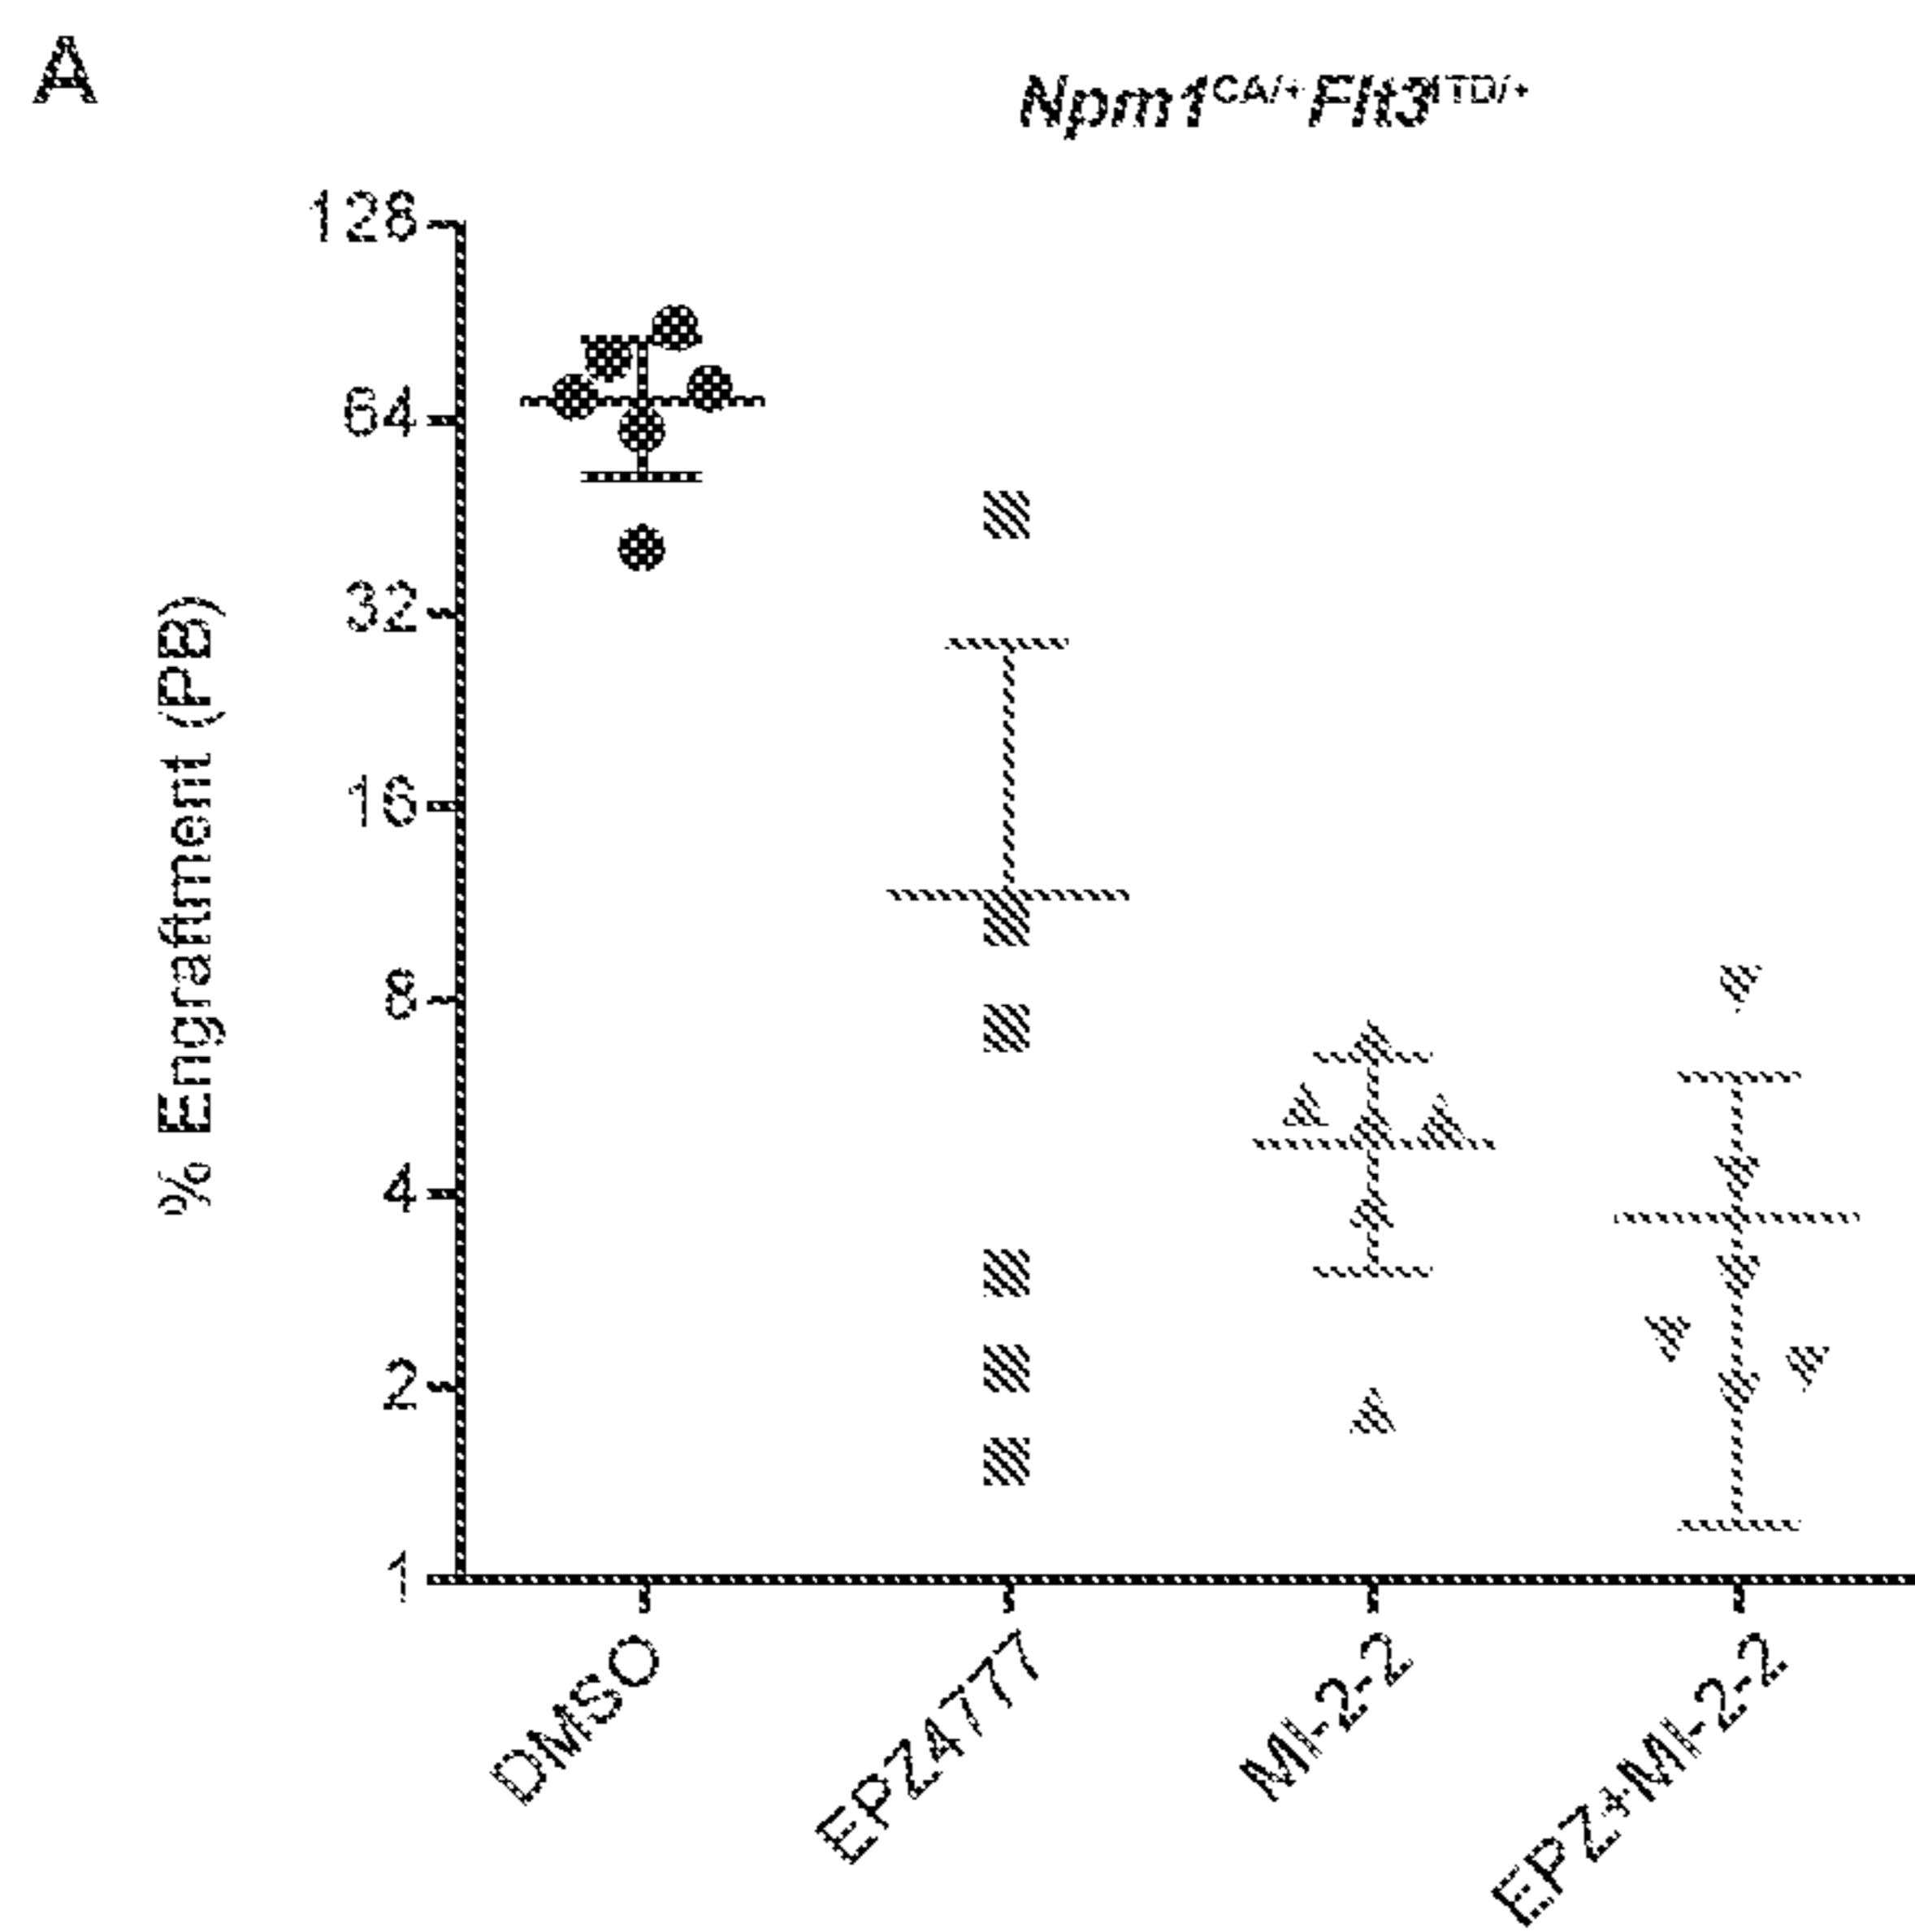 A
Npm1CA/+Flt3ITD/+
128
64
32
16
8
4
2
1
% Engraftment (PB)
DMSO
EPZ4777
MI-2-2
EPZ+MI-2-2